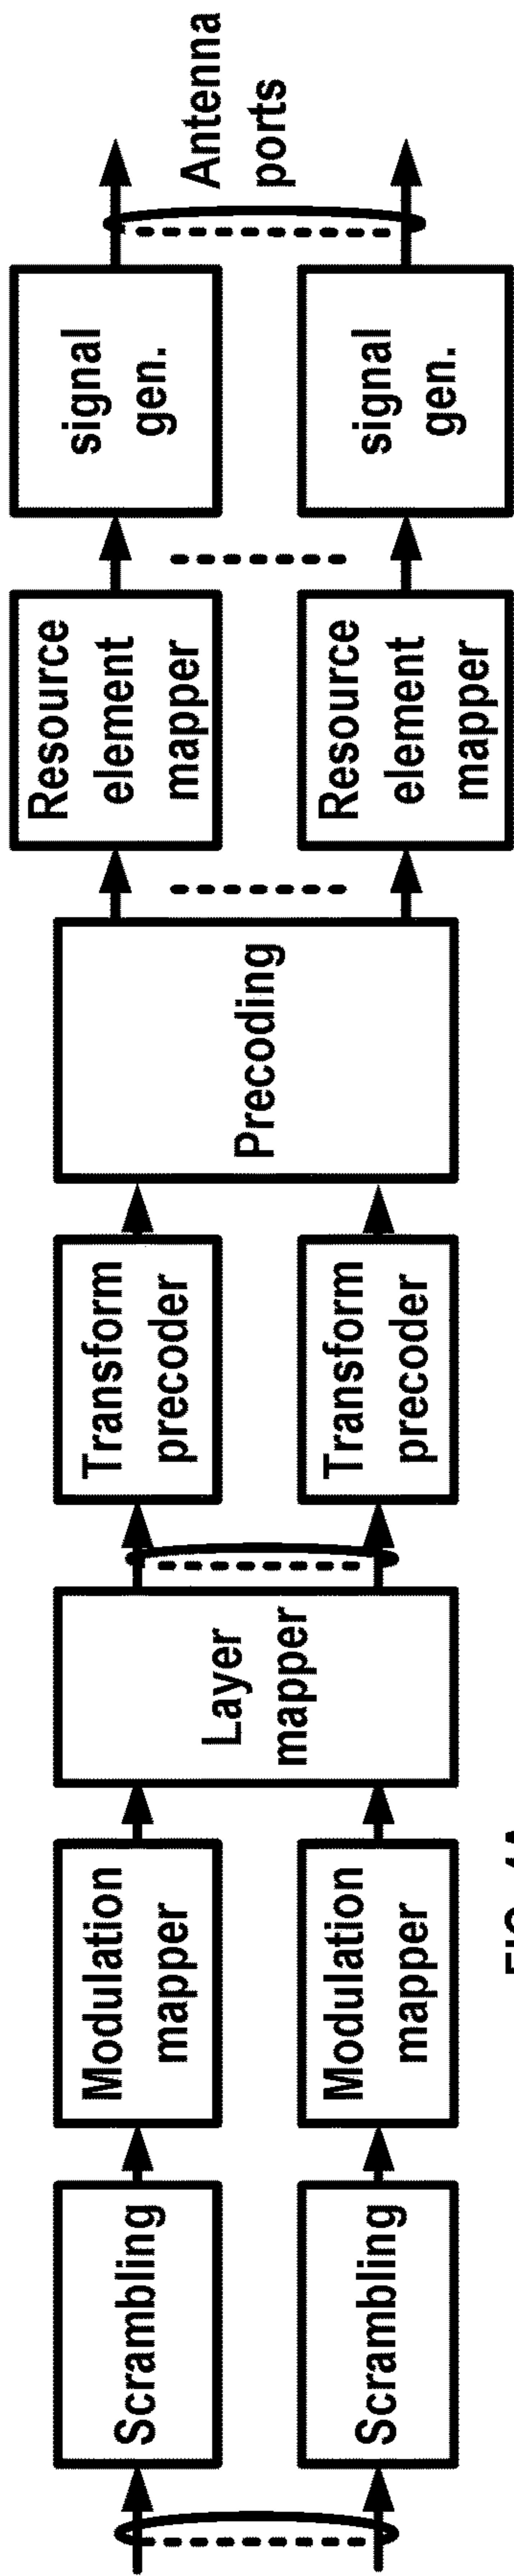 Scrambling
Scrambling
Modulation
mapper
Modulation
mapper
Layer
mapper
Transform
precoder
Transform
precoder
Precoding
Resource
element
mapper
Resource
element
mapper
signal
gen.
signal
gen.
Antenna
ports